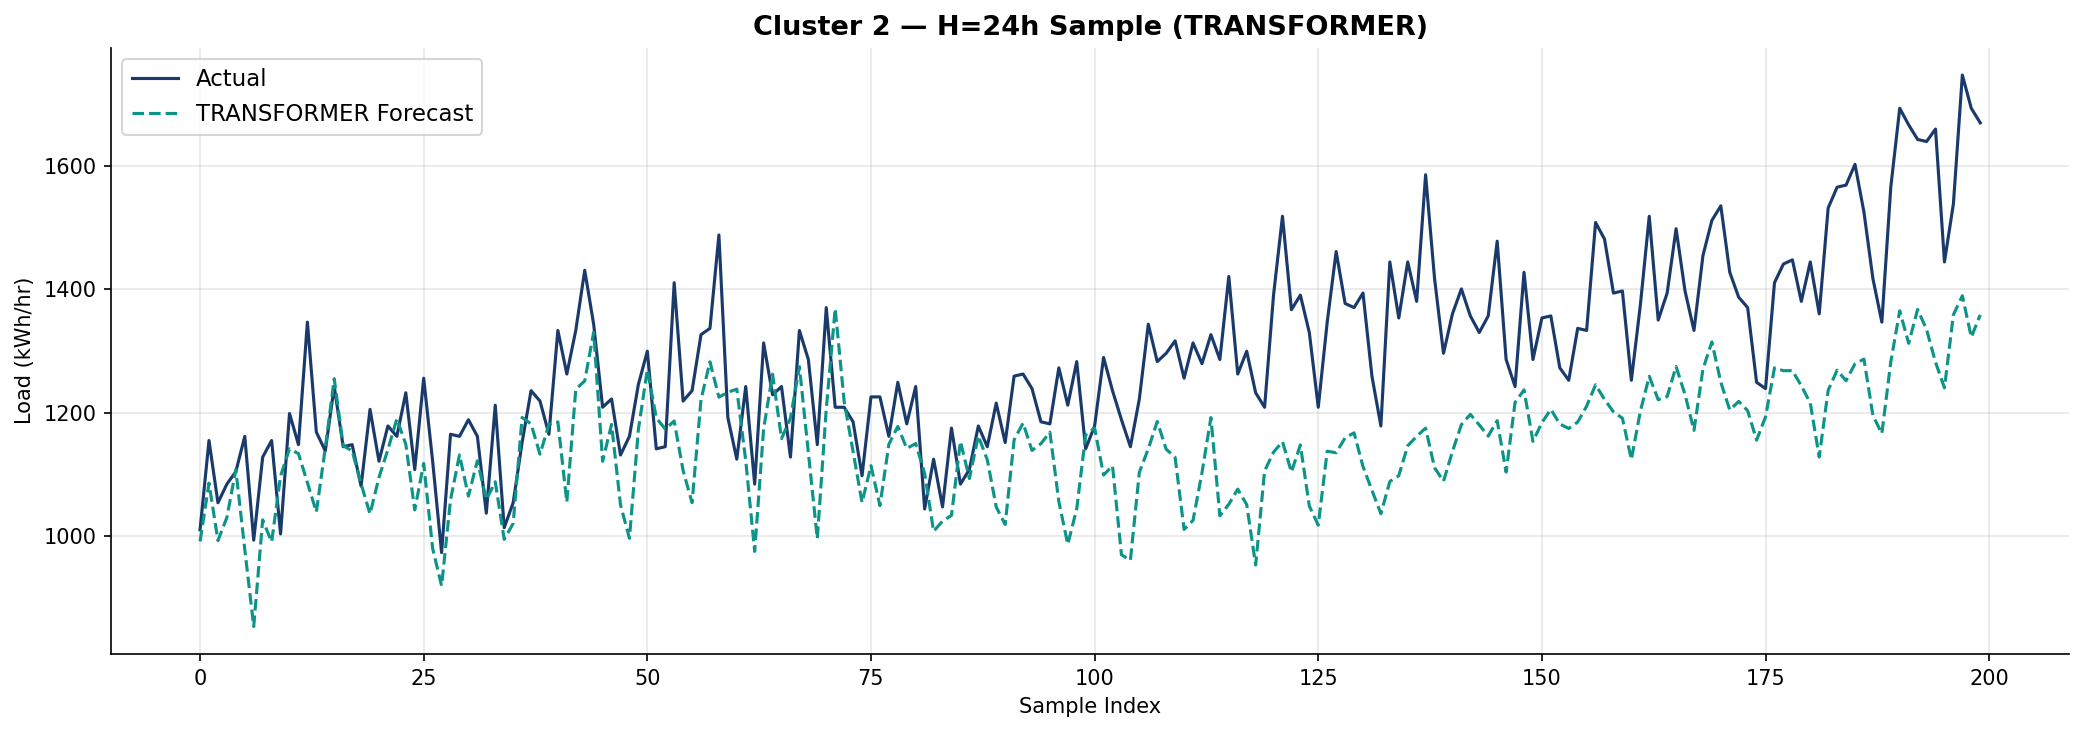 Cluster 2 — H=24h Sample (TRANSFORMER)
Actual
TRANSFORMER Forecast
Load (kWh/hr)
1600
1400
1200
1000
0 25 50 75 100 125 150 175 200
Sample Index